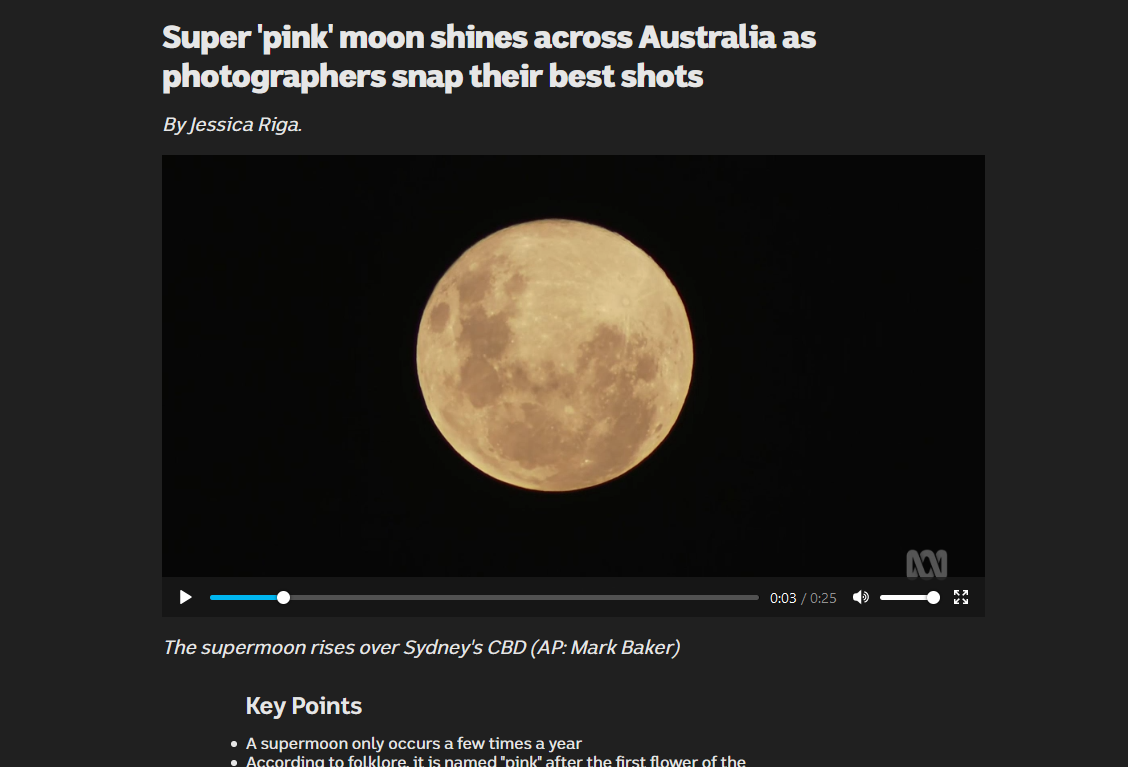 Super 'pink' moon shines across Australia as
photographers snap their best shots
By Jessica Riga.
0:03 / 0:25
The supermoon rises over Sydney's CBD (AP: Mark Baker)
Key Points
• A supermoon only occurs a few times a year
• According to folklore, it is named "pink" after the first flower of the